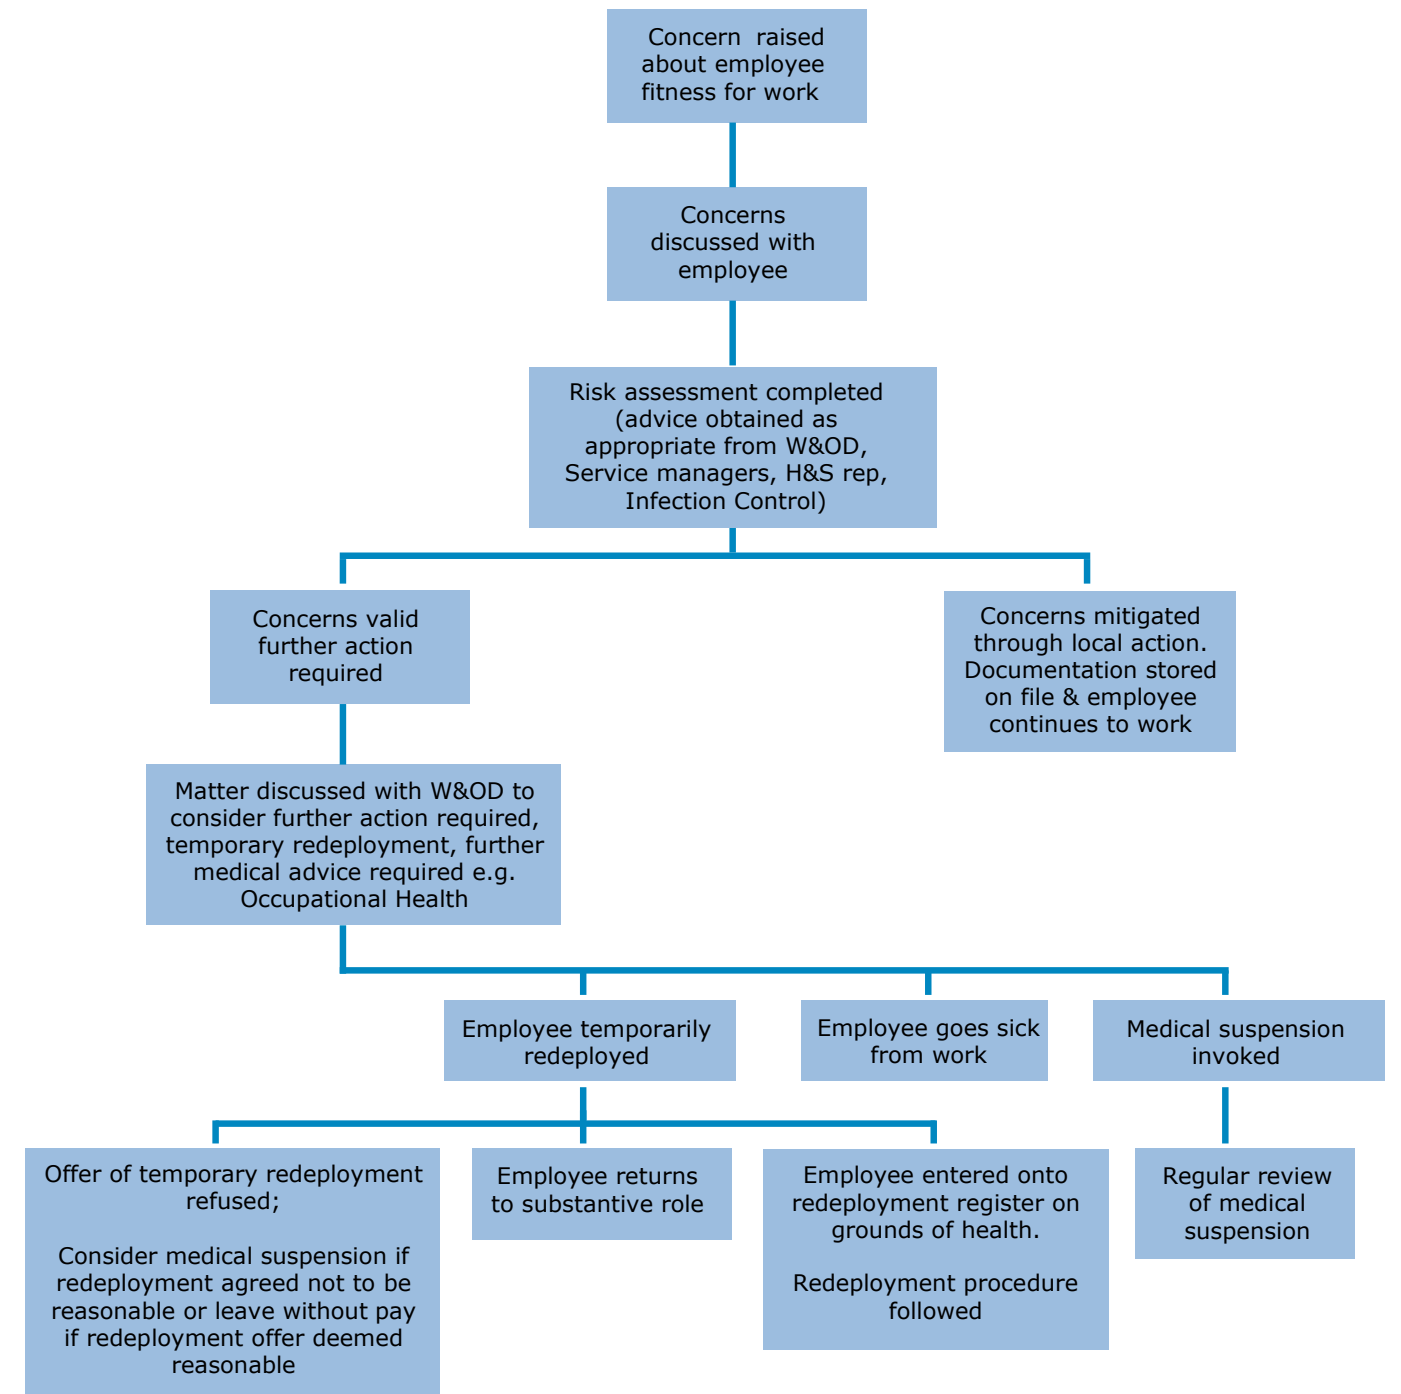 Concern raised
about employee
fitness for work
Concerns
discussed with
employee
Risk assessment completed
(advice obtained as
appropriate from W&OD,
Service managers, H&S rep,
Infection Control)
Concerns valid
further action
required
Concerns mitigated
through local action.
Documentation stored
on file & employee
continues to work
Matter discussed with W&OD to
consider further action required,
temporary redeployment, further
medical advice required e.g.
Occupational Health
Employee temporarily
redeployed
Employee goes sick
from work
Medical suspension
invoked
Offer of temporary redeployment
refused;
Consider medical suspension if
redeployment agreed not to be
reasonable or leave without pay
if redeployment offer deemed
reasonable
Employee returns
to substantive role
Employee entered onto
redeployment register on
grounds of health.
Redeployment procedure
followed
Regular review
of medical
suspension